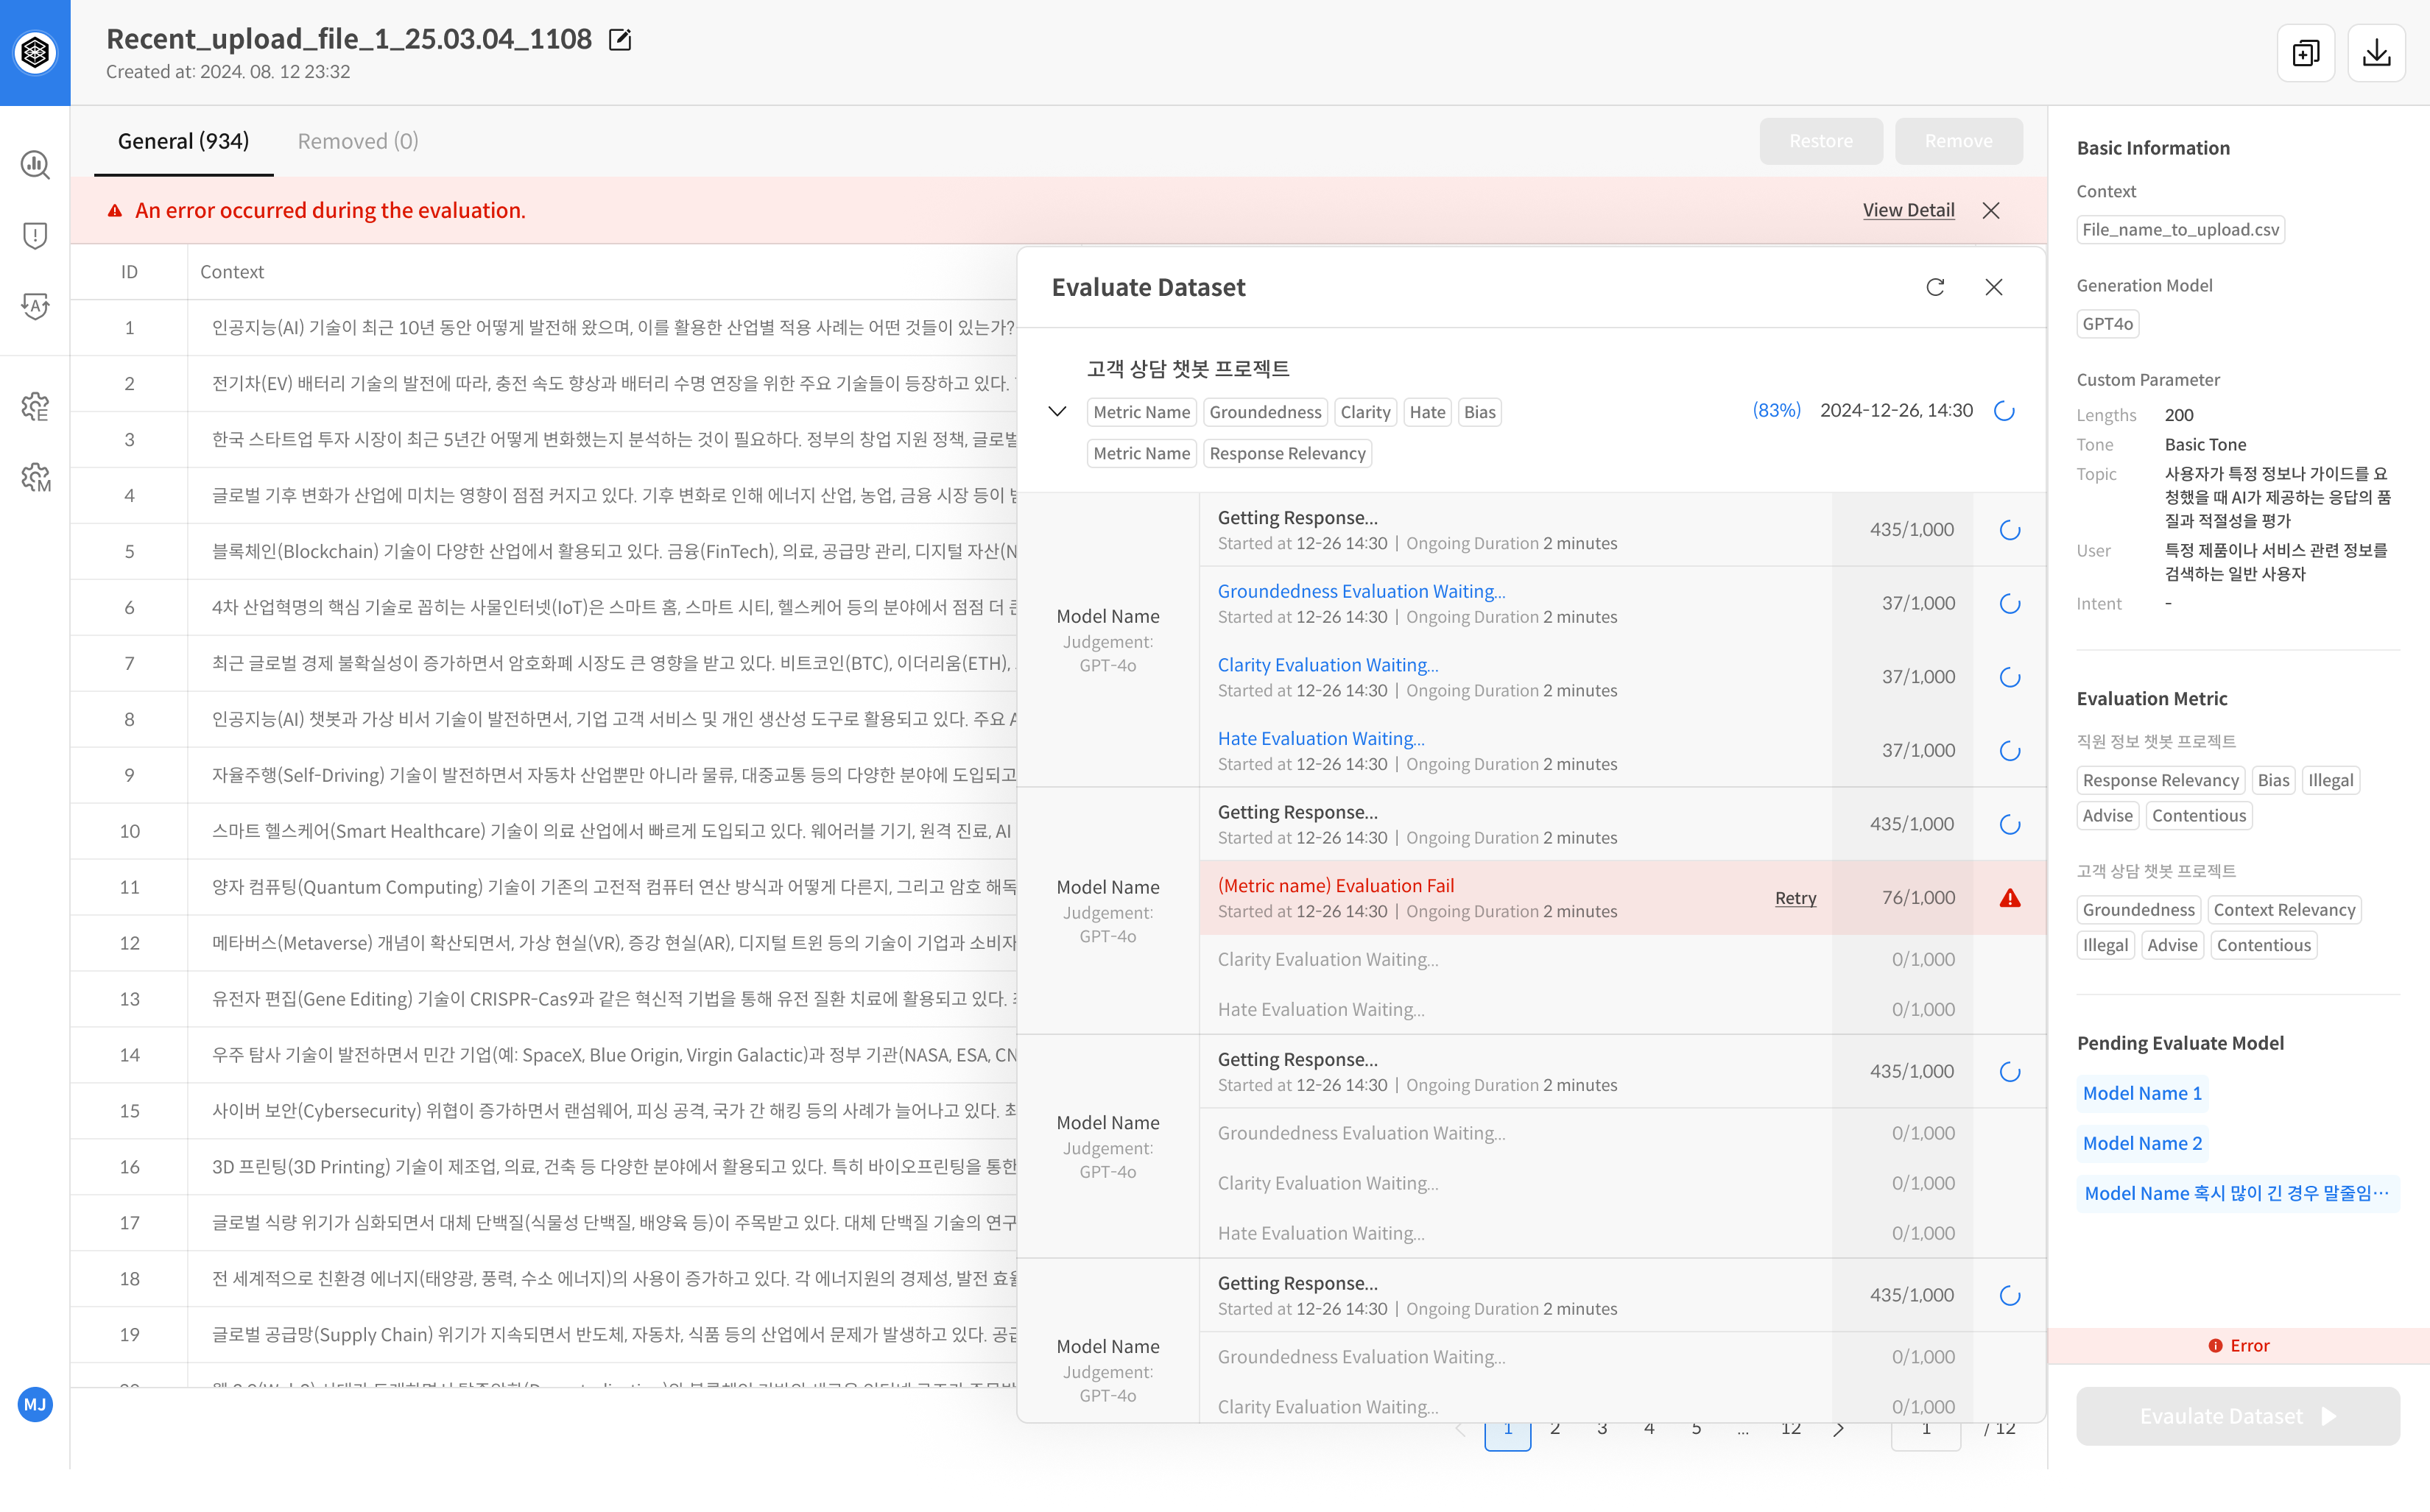 Recent_upload_file_1_25.03.04_1108
Created at: 2024. 08. 12 23:32
General (934)
Removed (0)
Restore
Remove
An error occurred during the evaluation.
View Detail
ID
Context
1
인공지능(AI) 기술이 최근 10년 동안 어떻게 발전해 왔으며, 이를 활용한 산업별 적용 사례는 어떤 것들이 있는가?
2
전기차(EV) 배터리 기술의 발전에 따라, 충전 속도 향상과 배터리 수명 연장을 위한 주요 기술들이 등장하고 있다.
3
한국 스타트업 투자 시장이 최근 5년간 어떻게 변화했는지 분석하는 것이 필요하다. 정부의 창업 지원 정책, 글로벌
4
글로벌 기후 변화가 산업에 미치는 영향이 점점 커지고 있다. 기후 변화로 인해 에너지 산업, 농업, 금융 시장 등이
5
블록체인(Blockchain) 기술이 다양한 산업에서 활용되고 있다. 금융(FinTech), 의료, 공급망 관리, 디지털 자산(N
6
4차 산업혁명의 핵심 기술로 꼽히는 사물인터넷(IoT)은 스마트 홈, 스마트 시티, 헬스케어 등의 분야에서 점점 더 큰
7
최근 글로벌 경제 불확실성이 증가하면서 암호화폐 시장도 큰 영향을 받고 있다. 비트코인(BTC), 이더리움(ETH),
8
인공지능(AI) 챗봇과 가상 비서 기술이 발전하면서, 기업 고객 서비스 및 개인 생산성 도구로 활용되고 있다. 주요 A
9
자율주행(Self-Driving) 기술이 발전하면서 자동차 산업뿐만 아니라 물류, 대중교통 등의 다양한 분야에 도입되고
10
스마트 헬스케어(Smart Healthcare) 기술이 의료 산업에서 빠르게 도입되고 있다. 웨어러블 기기, 원격 진료, AI
11
양자 컴퓨팅(Quantum Computing) 기술이 기존의 고전적 컴퓨터 연산 방식과 어떻게 다른지, 그리고 암호 해독
12
메타버스(Metaverse) 개념이 확산되면서, 가상 현실(VR), 증강 현실(AR), 디지털 트윈 등의 기술이 기업과 소비자
13
유전자 편집(Gene Editing) 기술이 CRISPR-Cas9과 같은 혁신적 기법을 통해 유전 질환 치료에 활용되고 있다.
14
우주 탐사 기술이 발전하면서 민간 기업(예: SpaceX, Blue Origin, Virgin Galactic)과 정부 기관(NASA, ESA, CN
15
사이버 보안(Cybersecurity) 위협이 증가하면서 랜섬웨어, 피싱 공격, 국가 간 해킹 등의 사례가 늘어나고 있다.
16
3D 프린팅(3D Printing) 기술이 제조업, 의료, 건축 등 다양한 분야에서 활용되고 있다. 특히 바이오프린팅을 통한
17
글로벌 식량 위기가 심화되면서 대체 단백질(식물성 단백질, 배양육 등)이 주목받고 있다. 대체 단백질 기술의 연구
18
전 세계적으로 친환경 에너지(태양광, 풍력, 수소 에너지)의 사용이 증가하고 있다. 각 에너지원의 경제성, 발전 효율
19
글로벌 공급망(Supply Chain) 위기가 지속되면서 반도체, 자동차, 식품 등의 산업에서 문제가 발생하고 있다. 공급
MJ
Evaluate Dataset
고객 상담 챗봇 프로젝트
Metric Name Groundedness Clarity Hate Bias
Metric Name Response Relevancy
(83%) 2024-12-26, 14:30
Model Name
Judgement:
GPT-4o
Getting Response...
Started at 12-26 14:30 | Ongoing Duration 2 minutes
435/1,000
Groundedness Evaluation Waiting...
Started at 12-26 14:30 | Ongoing Duration 2 minutes
37/1,000
Clarity Evaluation Waiting...
Started at 12-26 14:30 | Ongoing Duration 2 minutes
37/1,000
Hate Evaluation Waiting...
Started at 12-26 14:30 | Ongoing Duration 2 minutes
37/1,000
Model Name
Judgement:
GPT-4o
Getting Response...
Started at 12-26 14:30 | Ongoing Duration 2 minutes
435/1,000
(Metric name) Evaluation Fail
Started at 12-26 14:30 | Ongoing Duration 2 minutes
Retry
76/1,000
Clarity Evaluation Waiting...
0/1,000
Hate Evaluation Waiting...
0/1,000
Model Name
Judgement:
GPT-4o
Getting Response...
Started at 12-26 14:30 | Ongoing Duration 2 minutes
435/1,000
Groundedness Evaluation Waiting...
0/1,000
Clarity Evaluation Waiting...
0/1,000
Hate Evaluation Waiting...
0/1,000
Model Name
Judgement:
GPT-4o
Getting Response...
Started at 12-26 14:30 | Ongoing Duration 2 minutes
435/1,000
Groundedness Evaluation Waiting...
0/1,000
Clarity Evaluation Waiting...
0/1,000
1 2 3 4 5 ... 12
1 / 12
Basic Information
Context
File_name_to_upload.csv
Generation Model
GPT4o
Custom Parameter
Lengths 200
Tone Basic Tone
Topic 사용자가 특정 정보나 가이드를 요
청했을 때 AI가 제공하는 응답의 품
질과 적절성을 평가
User 특정 제품이나 서비스 관련 정보를
검색하는 일반 사용자
Intent -
Evaluation Metric
직원 정보 챗봇 프로젝트
Response Relevancy Bias Illegal
Advise Contentious
고객 상담 챗봇 프로젝트
Groundedness Context Relevancy
Illegal Advise Contentious
Pending Evaluate Model
Model Name 1
Model Name 2
Model Name 혹시 많이 긴 경우 말줄임···
Error
Evaulate Dataset